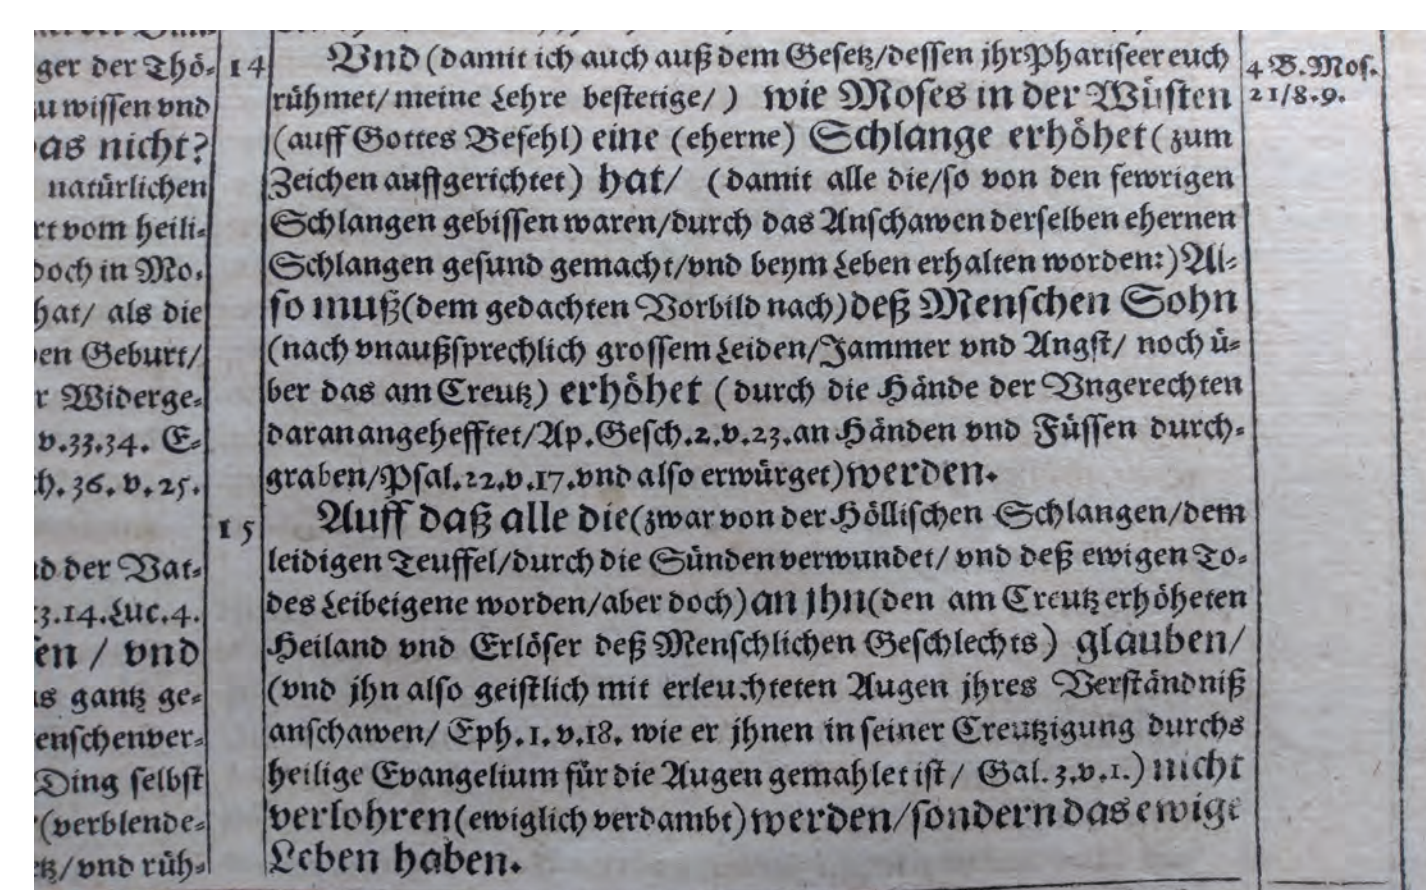 ger der Thö-
zu wissen vnd
as nicht?
natürlichen
rt vom heili-
doch in Mo-
hat/ als die
en Geburt/
r Widerge-
v.33.34. E-
h. 36. v. 25.
d der Vat-
3.14. Luc. 4.
en / vnd
s gantz ge-
enschenver-
Ding selbst
(verblende-
tz/ vnd rüh-
14 Vnd (damit ich auch auß dem Gesetz/dessen jhr Phariseer euch
rühmet/ meine Lehre bestetige/ ) wie Moses in der Wüsten
(auff Gottes Befehl) eine (eherne) Schlange erhöhet (zum
Zeichen auffgerichtet) hat/ (damit alle die/so von den fewrigen
Schlangen gebissen waren/durch das Anschawen derselben ehernen
Schlangen gesund gemacht/vnd beym Leben erhalten worden:) Al-
so muß (dem gedachten Vorbild nach) deß Menschen Sohn
(nach vnaußsprechlich grossem Leiden/Jammer vnd Angst/ noch ü-
ber das am Creutz) erhöhet (durch die Hände der Vngerechten
daran angehefftet/Ap.Gesch.2.v.23.an Händen vnd Füssen durch-
graben/Psal.22.v.17.vnd also erwürget) werden.
15 Auff daß alle die (zwar von der Höllischen Schlangen/dem
leidigen Teuffel/durch die Sünden verwundet/ vnd deß ewigen To-
des Leibeigene worden/aber doch) an jhn (den am Creutz erhöheten
Heiland vnd Erlöser deß Menschlichen Geschlechts) glauben/
(vnd jhn also geistlich mit erleuchteten Augen jhres Verständniß
anschawen/ Eph.1.v.18. wie er jhnen in seiner Creutzigung durchs
heilige Evangelium für die Augen gemahlet ist/ Gal.3.v.1.) nicht
verlohren (ewiglich verdambt) werden/sondern das ewige
Leben haben.
4 B.Mos.
21/8.9.